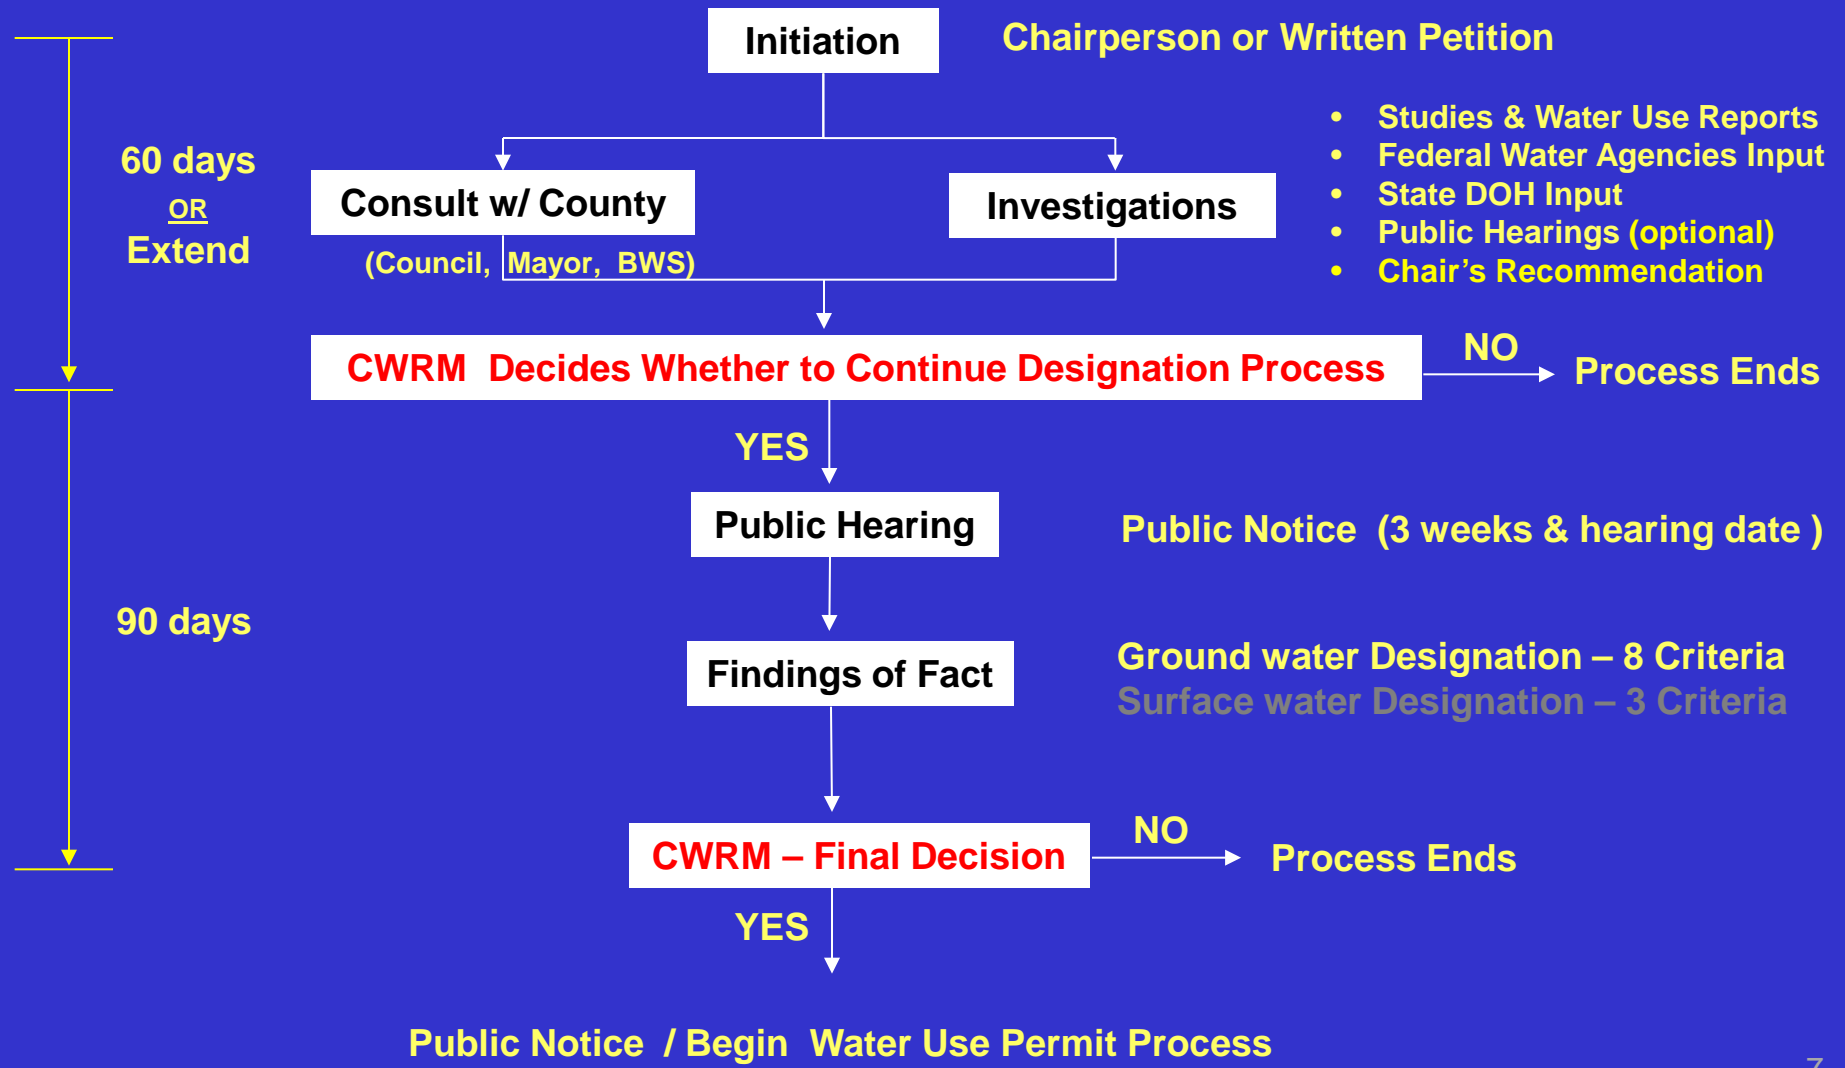 Initiation
Chairperson or Written Petition
• Studies & Water Use Reports
• Federal Water Agencies Input
• State DOH Input
• Public Hearings (optional)
• Chair's Recommendation
60 days
OR
Extend
Consult w/ County
(Council, Mayor, BWS)
Investigations
CWRM Decides Whether to Continue Designation Process
NO
Process Ends
YES
Public Hearing
Public Notice (3 weeks & hearing date )
90 days
Findings of Fact
Ground water Designation – 8 Criteria
Surface water Designation – 3 Criteria
CWRM – Final Decision
NO
Process Ends
YES
Public Notice / Begin Water Use Permit Process